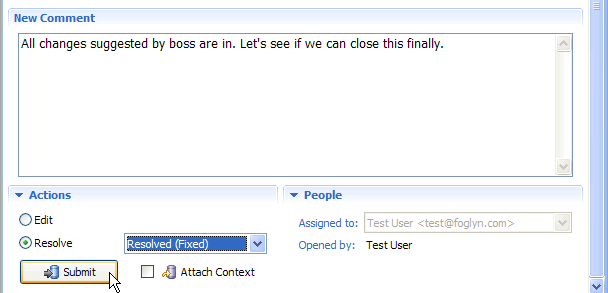 New Comment
All changes suggested by boss are in. Let's see if we can close this finally.
Actions
Edit
Resolve Resolved (Fixed)
Submit Attach Context
People
Assigned to: Test User <test@foglyn.com>
Opened by: Test User